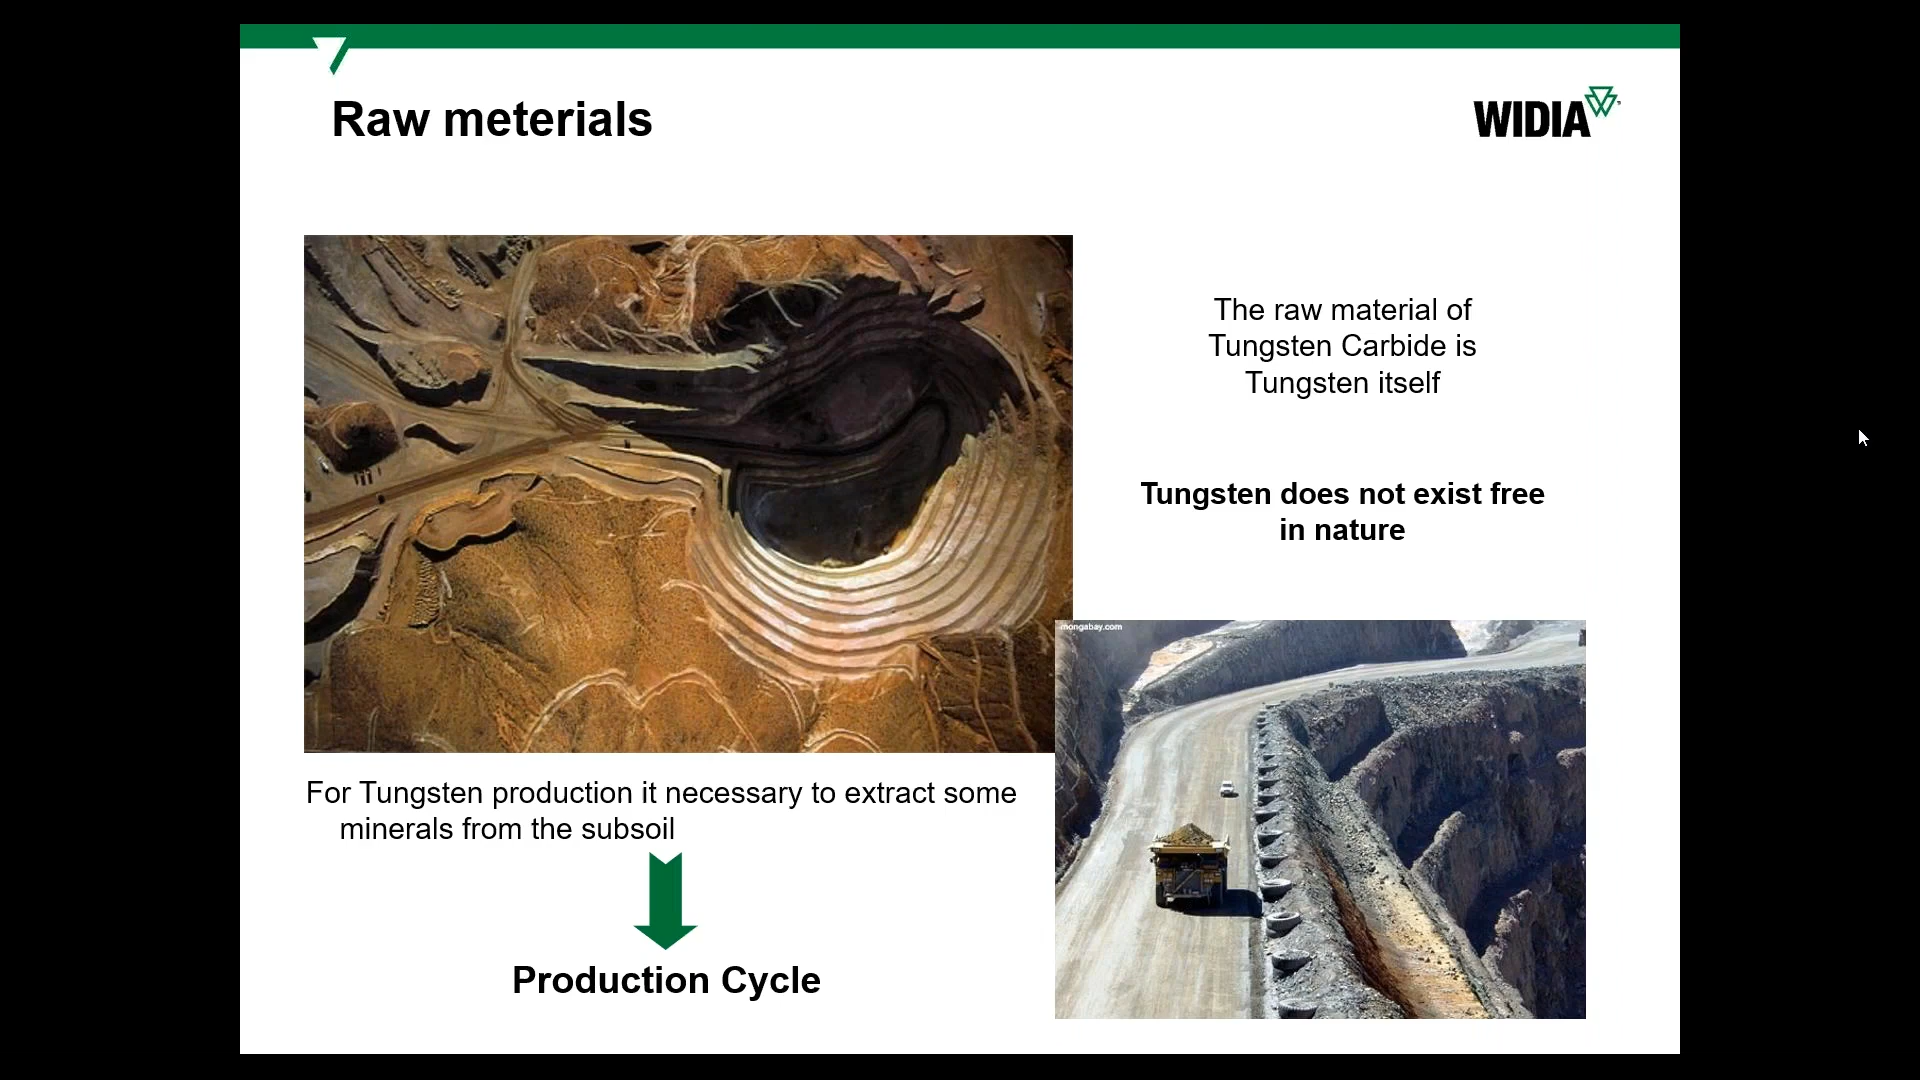 Raw meterials
WIDIA
The raw material of
Tungsten Carbide is
Tungsten itself
Tungsten does not exist free
in nature
mongabay.com
For Tungsten production it necessary to extract some
minerals from the subsoil
Production Cycle